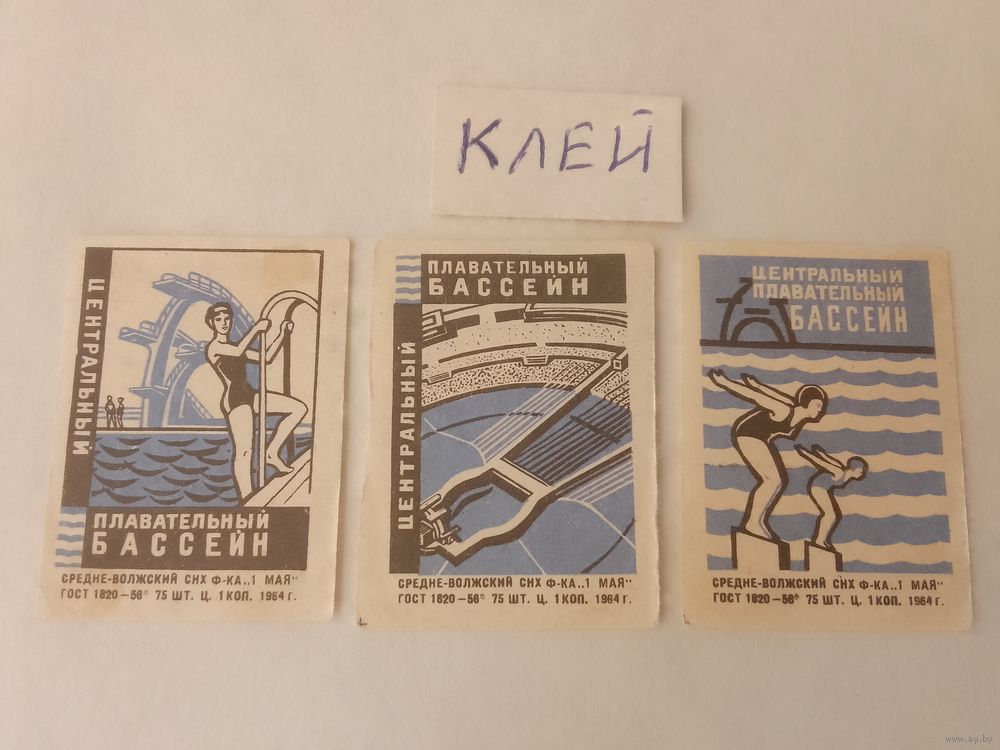 КЛЕЙ
ЦЕНТРАЛЬНЫЙ
ПЛАВАТЕЛЬНЫЙ
БАССЕЙН
СРЕДНЕ-ВОЛЖСКИЙ СНХ Ф-КА„1 МАЯ"
ГОСТ 1820—56* 75 ШТ. Ц. 1 КОП. 1964 г.
ПЛАВАТЕЛЬНЫЙ
БАССЕЙН
ЦЕНТРАЛЬНЫЙ
СРЕДНЕ-ВОЛЖСКИЙ СНХ Ф-КА„1 МАЯ"
ГОСТ 1820—56* 75 ШТ. Ц. 1 КОП. 1964 г.
ЦЕНТРАЛЬНЫЙ
ПЛАВАТЕЛЬНЫЙ
БАССЕЙН
СРЕДНЕ-ВОЛЖСКИЙ СНХ Ф-КА„1 МАЯ"
ГОСТ 1820—56* 75 ШТ. Ц. 1 КОП. 1964 г.
www.ay.by